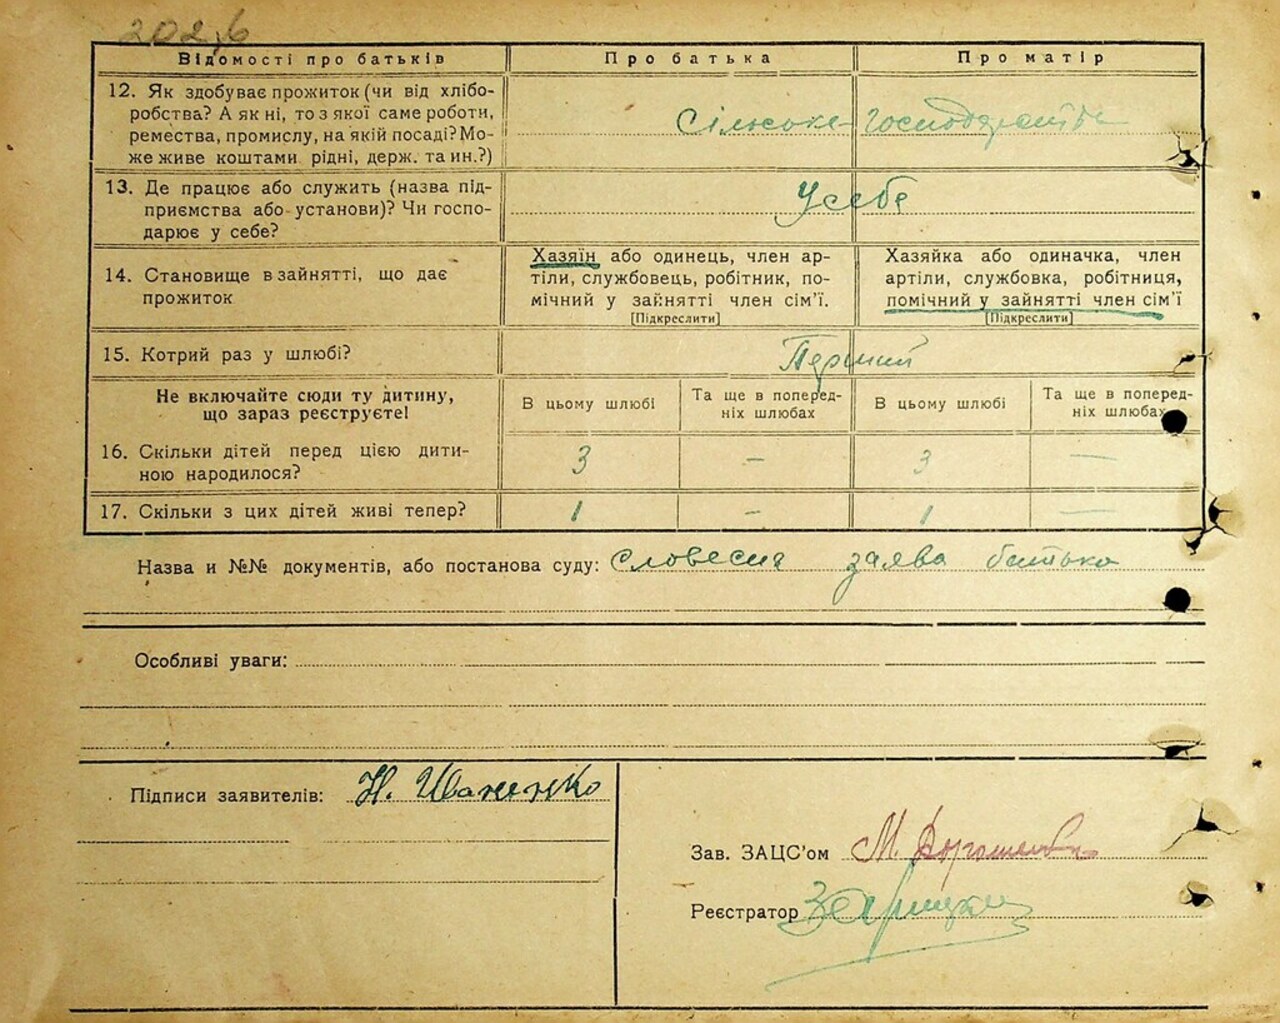 202
Відомості про батьків
Про батька
Про матір
12. Як здобуває прожиток (чи від хлібо-
робства? А як ні, то з якої саме роботи,
ремества, промислу, на якій посаді? Мо-
же живе коштами рідні, держ. та ин.?)
Сільське господарство
13. Де працює або служить (назва під-
приємства або установи)? Чи госпо-
дарює у себе?
У себе
14. Становище в зайнятті, що дає
прожиток
Хазяїн або одинець, член ар-
тіли, службовець, робітник, по-
мічний у зайнятті член сім'ї.
[Підкреслити]
Хазяйка або одиначка, член
артіли, службовка, робітниця,
помічний у зайнятті член сім'ї
[Підкреслити]
15. Котрий раз у шлюбі?
Перший
Не включайте сюди ту дитину,
що зараз реєструєте!
В цьому шлюбі
Та ще в поперед-
ніх шлюбах
В цьому шлюбі
Та ще в поперед-
ніх шлюбах
16. Скільки дітей перед цією дити-
ною народилося?
3 – 3 –
17. Скільки з цих дітей живі тепер?
1 – 1 –
Назва и №№ документів, або постанова суду: Словесна заява батька
Особливі уваги:
Підписи заявителів: Н. Іваненко
Зав. ЗАЦС'ом М.
Реєстратор